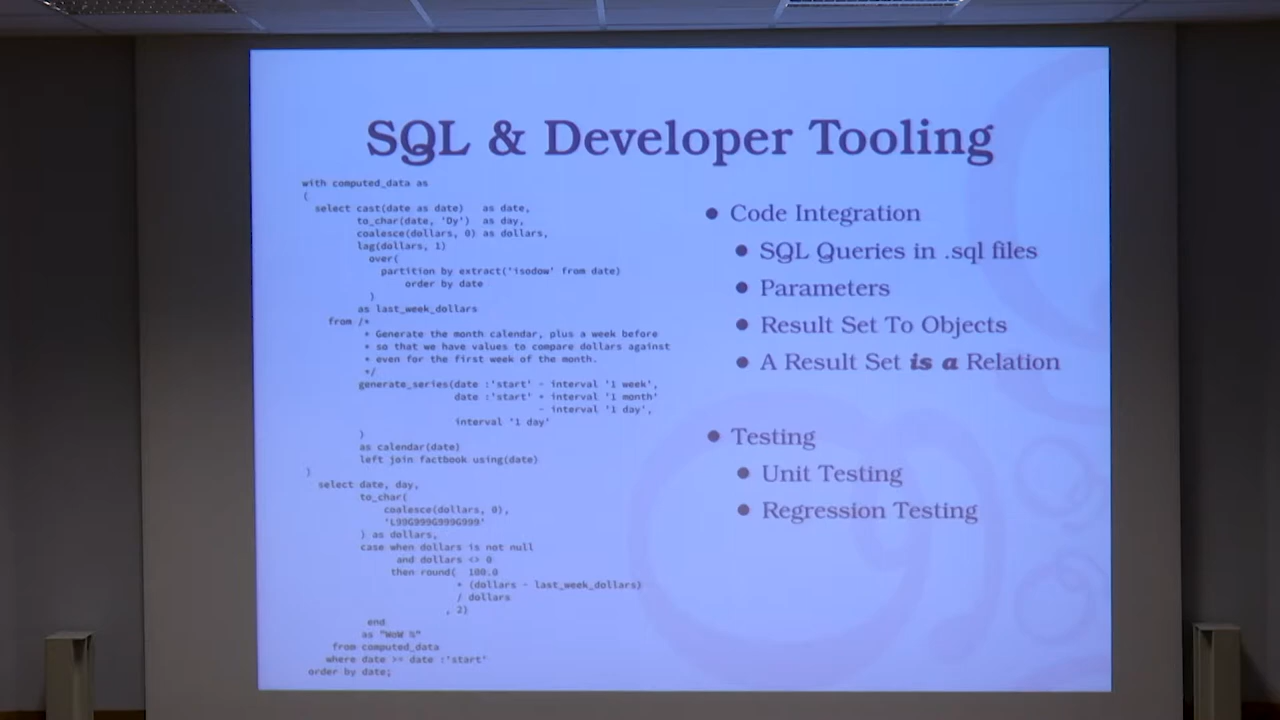 SQL & Developer Tooling
with computed_data as
(
select cast(date as date) as date,
to_char(date, 'Dy') as day,
coalesce(dollars, 0) as dollars,
lag(dollars, 1)
over(
partition by extract('isodow' from date)
order by date
)
as last_week_dollars
from /*
* Generate the month calendar, plus a week before
* so that we have values to compare dollars against
* even for the first week of the month.
*/
generate_series(date :'start' - interval '1 week',
date :'start' + interval '1 month'
- interval '1 day',
interval '1 day'
)
as calendar(date)
left join factbook using(date)
)
select date, day,
to_char(
coalesce(dollars, 0),
'L99G999G999G999'
) as dollars,
case when dollars is not null
and dollars <> 0
then round( 100.0
* (dollars - last_week_dollars)
/ dollars
, 2)
end
as "WoW %"
from computed_data
where date >= date :'start'
order by date;
• Code Integration
• SQL Queries in .sql files
• Parameters
• Result Set To Objects
• A Result Set is a Relation
• Testing
• Unit Testing
• Regression Testing